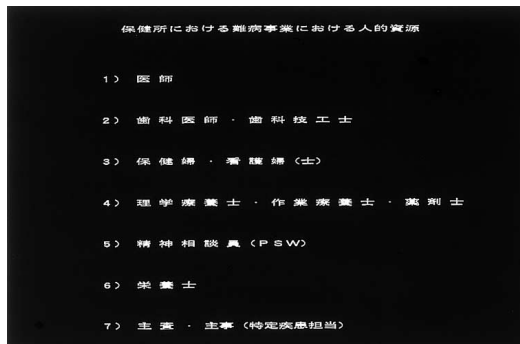 保健所における難病事業における人的資源
1) 医師
2) 歯科医師・歯科技工士
3) 保健婦・看護婦(士)
4) 理学療養士・作業療養士・薬剤士
5) 精神相談員(PSW)
6) 栄養士
7) 主査・主事(特定疾患担当)